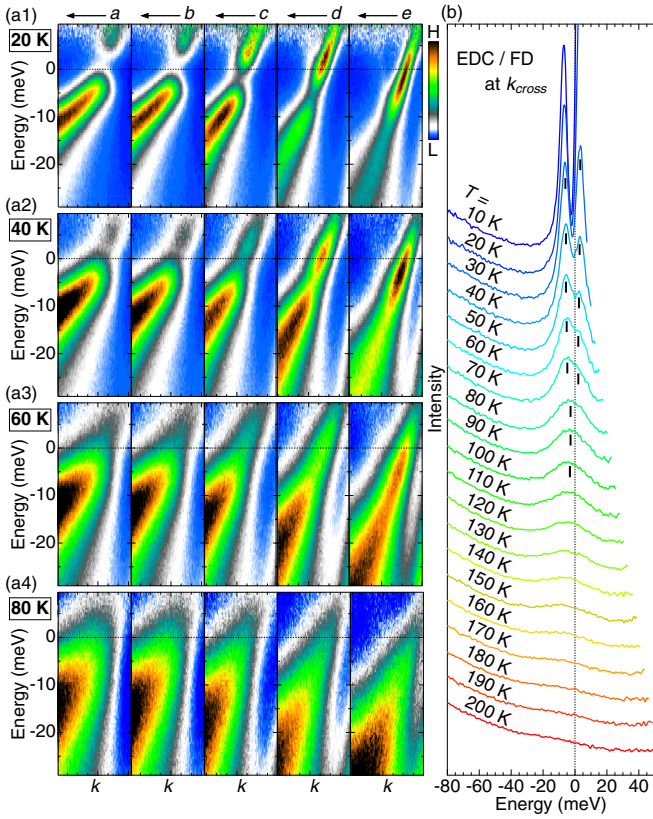 (a1)
a b c d e
(b)
20 K
H
L
EDC / FD
at kcross
Energy (meV)
0
-10
-20
(a2)
40 K
Energy (meV)
0
-10
-20
(a3)
60 K
Energy (meV)
0
-10
-20
(a4)
80 K
Energy (meV)
0
-10
-20
k k k k k
Intensity
T =
10 K
20 K
30 K
40 K
50 K
60 K
70 K
80 K
90 K
100 K
110 K
120 K
130 K
140 K
150 K
160 K
170 K
180 K
190 K
200 K
-80 -60 -40 -20 0 20 40
Energy (meV)